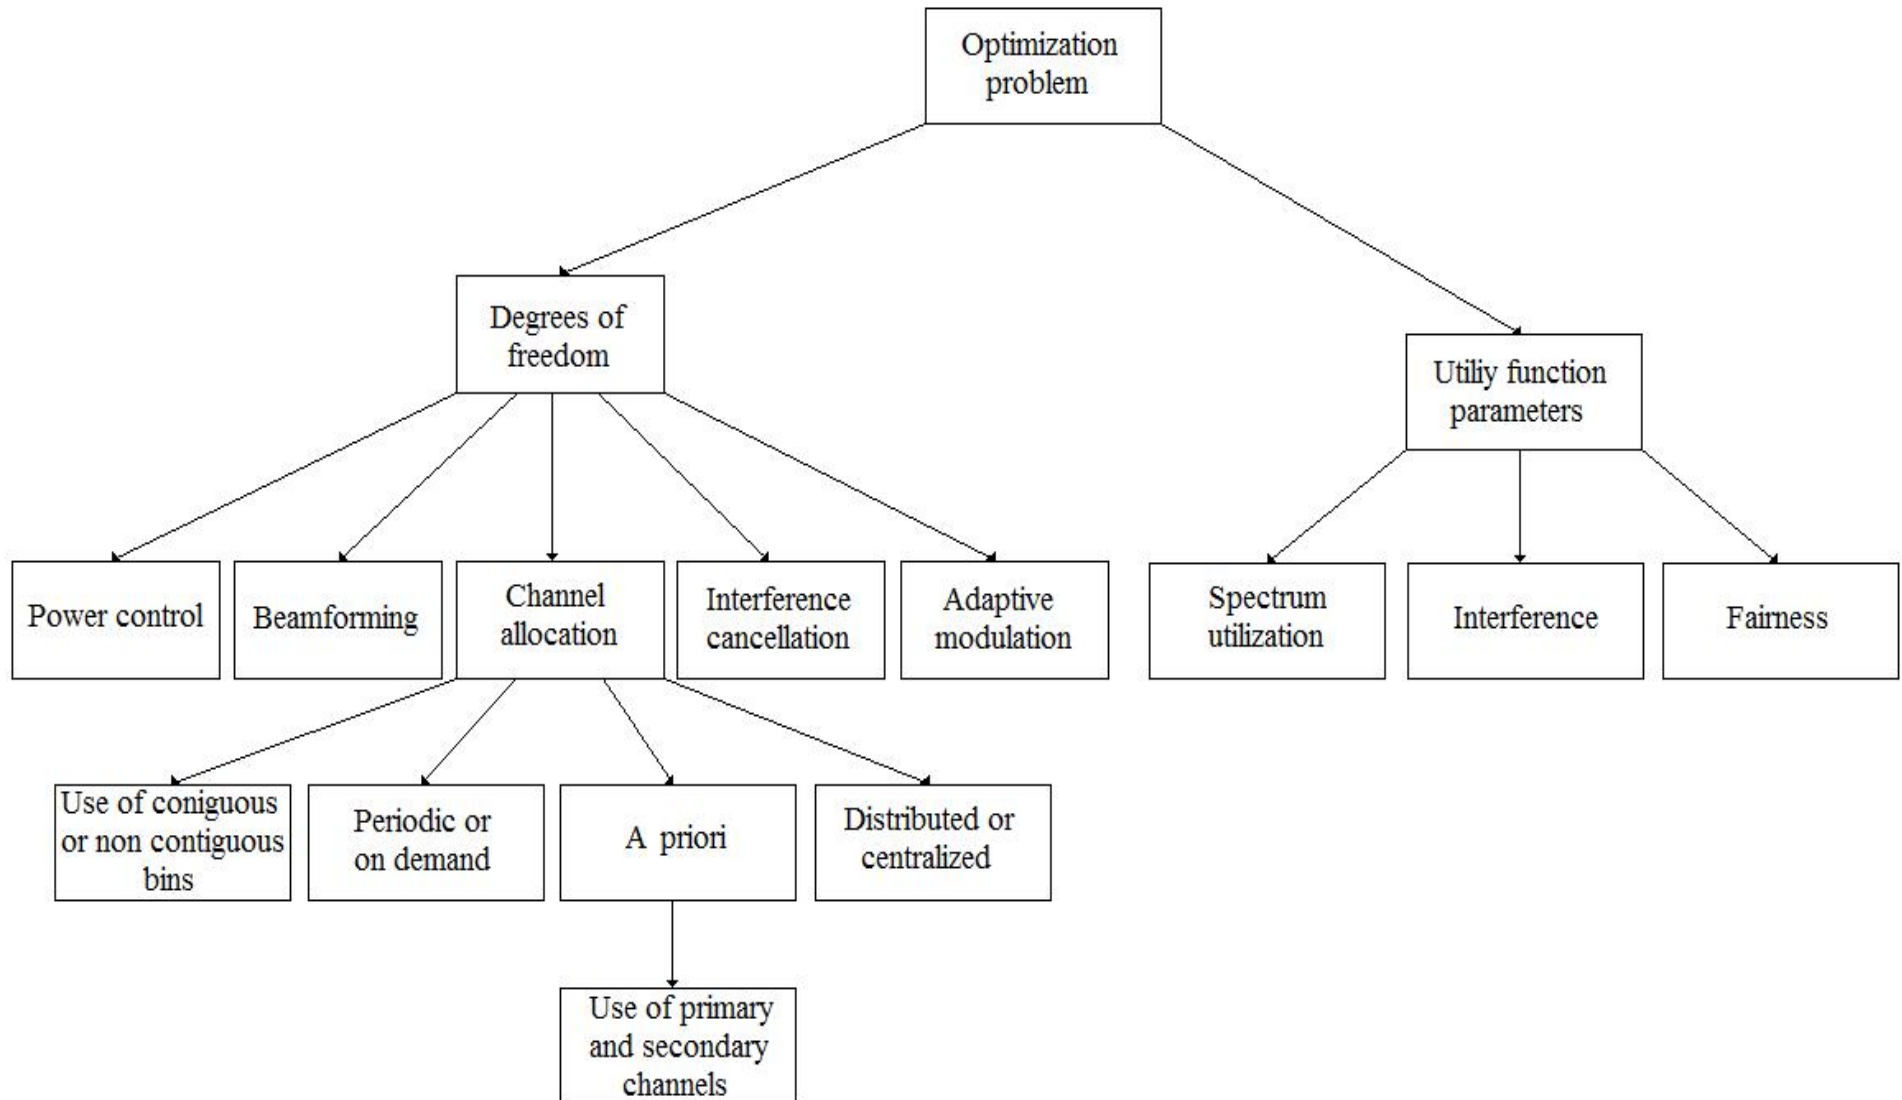 Optimization
problem
Degrees of
freedom
Utiliy function
parameters
Power control
Beamforming
Channel
allocation
Interference
cancellation
Adaptive
modulation
Spectrum
utilization
Interference
Fairness
Use of coniguous
or non contiguous
bins
Periodic or
on demand
A priori
Distributed or
centralized
Use of primary
and secondary
channels